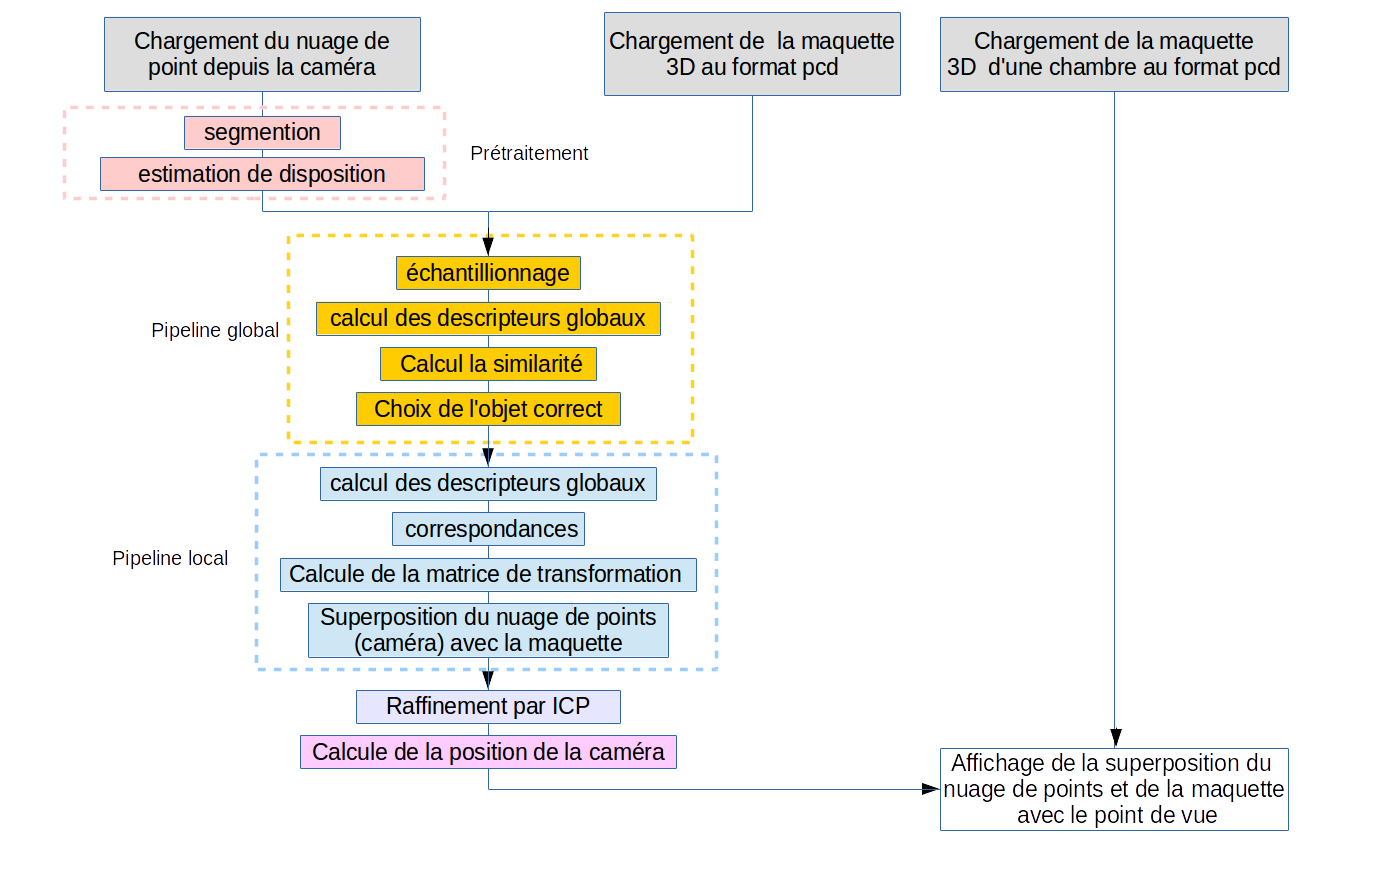 Chargement du nuage de
point depuis la caméra
Chargement de la maquette
3D au format pcd
Chargement de la maquette
3D d'une chambre au format pcd
segmention
estimation de disposition
Prétraitement
échantillionnage
calcul des descripteurs globaux
Calcul la similarité
Choix de l'objet correct
Pipeline global
calcul des descripteurs globaux
correspondances
Calcule de la matrice de transformation
Superposition du nuage de points
(caméra) avec la maquette
Pipeline local
Raffinement par ICP
Calcule de la position de la caméra
Affichage de la superposition du
nuage de points et de la maquette
avec le point de vue